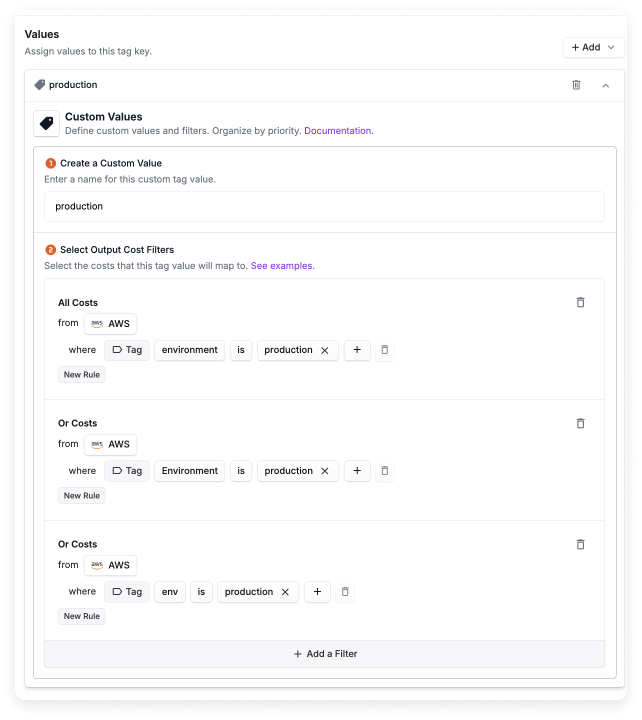 Values
Assign values to this tag key.
+ Add
production
Custom Values
Define custom values and filters. Organize by priority. Documentation.
1 Create a Custom Value
Enter a name for this custom tag value.
production
2 Select Output Cost Filters
Select the costs that this tag value will map to. See examples.
All Costs
from aws AWS
where Tag environment is production × +
New Rule
Or Costs
from aws AWS
where Tag Environment is production × +
New Rule
Or Costs
from aws AWS
where Tag env is production × +
New Rule
+ Add a Filter